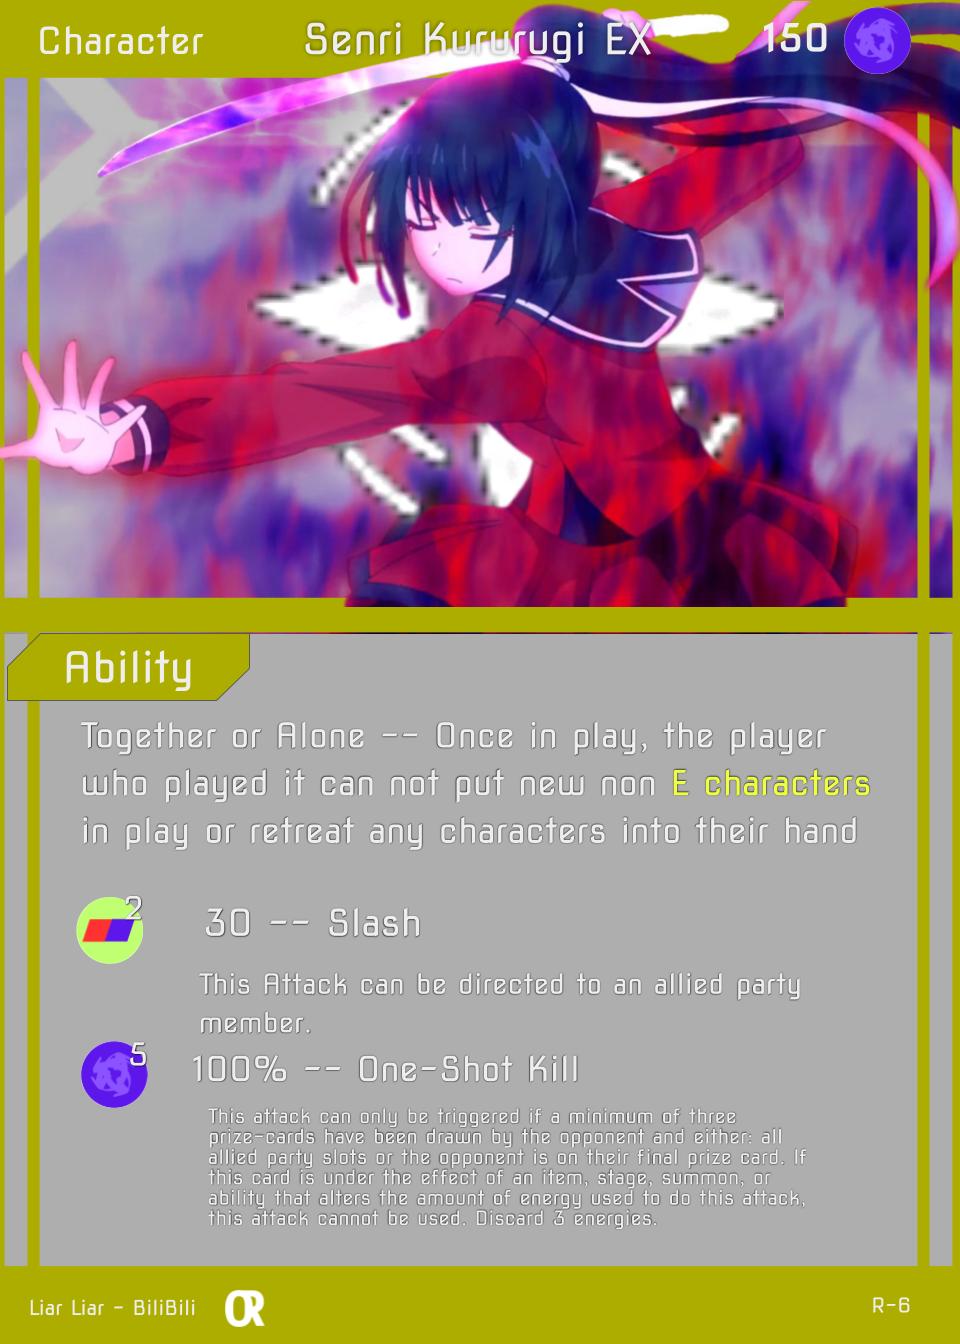 Character
Senri Kururugi EX
150
Ability
Together or Alone -- Once in play, the player
who played it can not put new non E characters
in play or retreat any characters into their hand
2
30 -- Slash
This Attack can be directed to an allied party
member.
5
100% -- One-Shot Kill
This attack can only be triggered if a minimum of three
prize-cards have been drawn by the opponent and either: all
allied party slots or the opponent is on their final prize card. If
this card is under the effect of an item, stage, summon, or
ability that alters the amount of energy used to do this attack,
this attack cannot be used. Discard 3 energies.
Liar Liar - BiliBili
OR
R-6